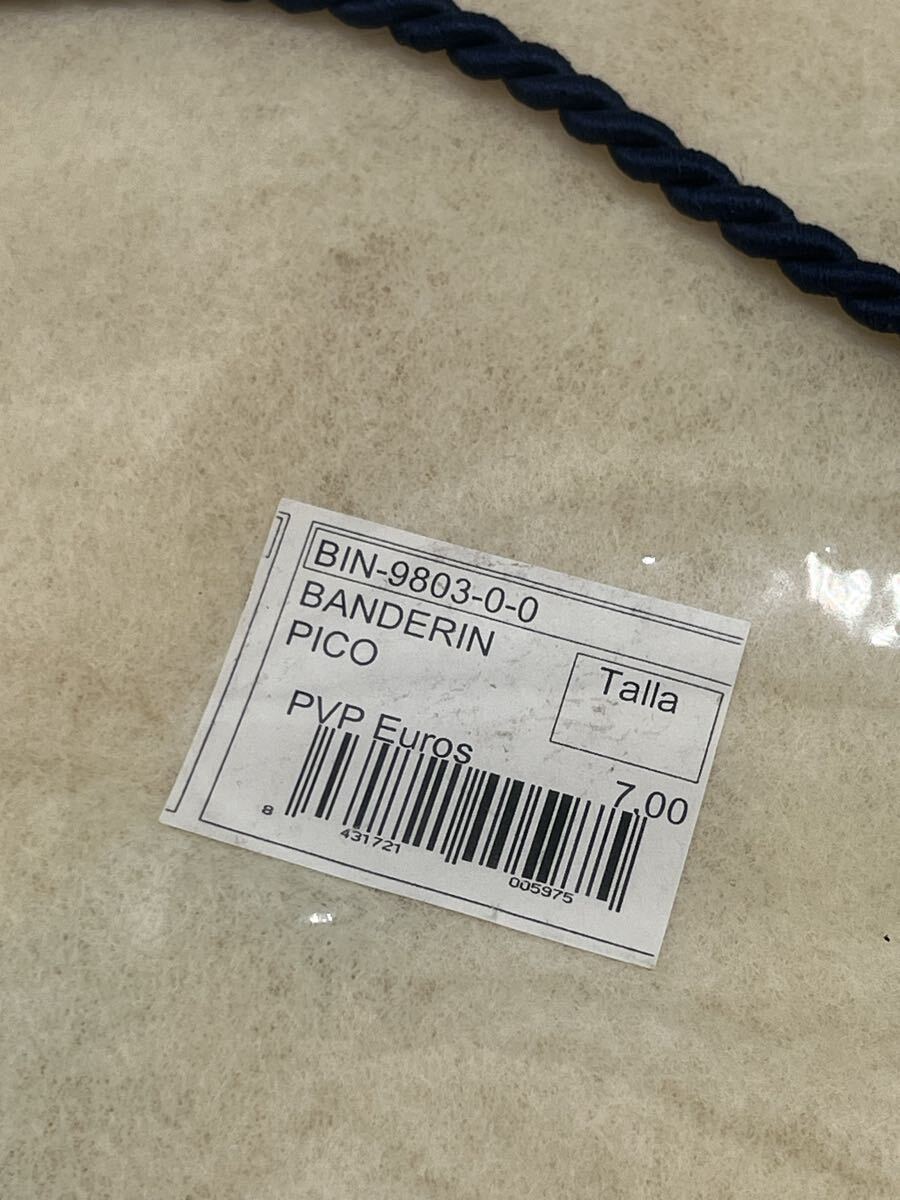 BIN-9803-0-0
BANDERIN
PICO
Talla
PVP Euros
7,00
8 431721 005975